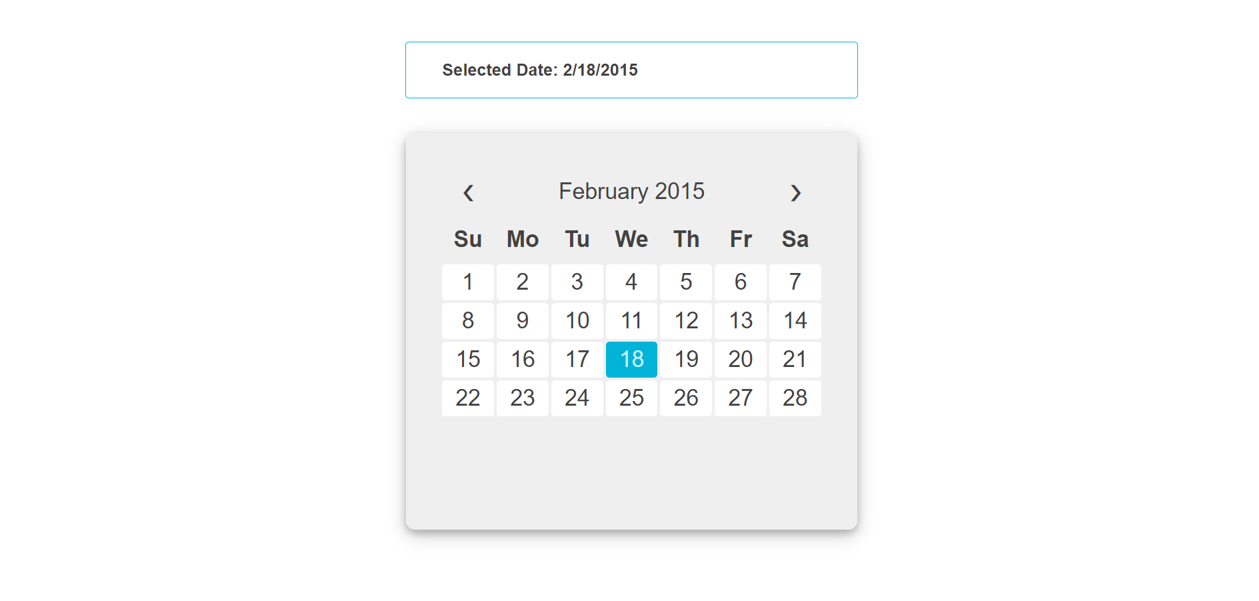 Selected Date: 2/18/2015
‹ February 2015 ›
Su Mo Tu We Th Fr Sa
1 2 3 4 5 6 7
8 9 10 11 12 13 14
15 16 17 18 19 20 21
22 23 24 25 26 27 28